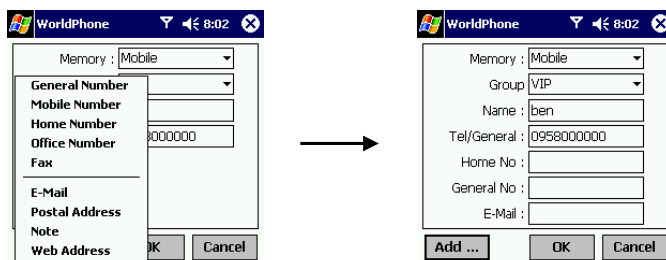 WorldPhone 8:02
Memory : Mobile
General Number
Mobile Number
Home Number
Office Number
000000
Fax
E-Mail
Postal Address
Note
Web Address
OK Cancel
WorldPhone 8:02
Memory : Mobile
Group VIP
Name : ben
Tel/General : 0958000000
Home No :
General No :
E-Mail :
Add ... OK Cancel